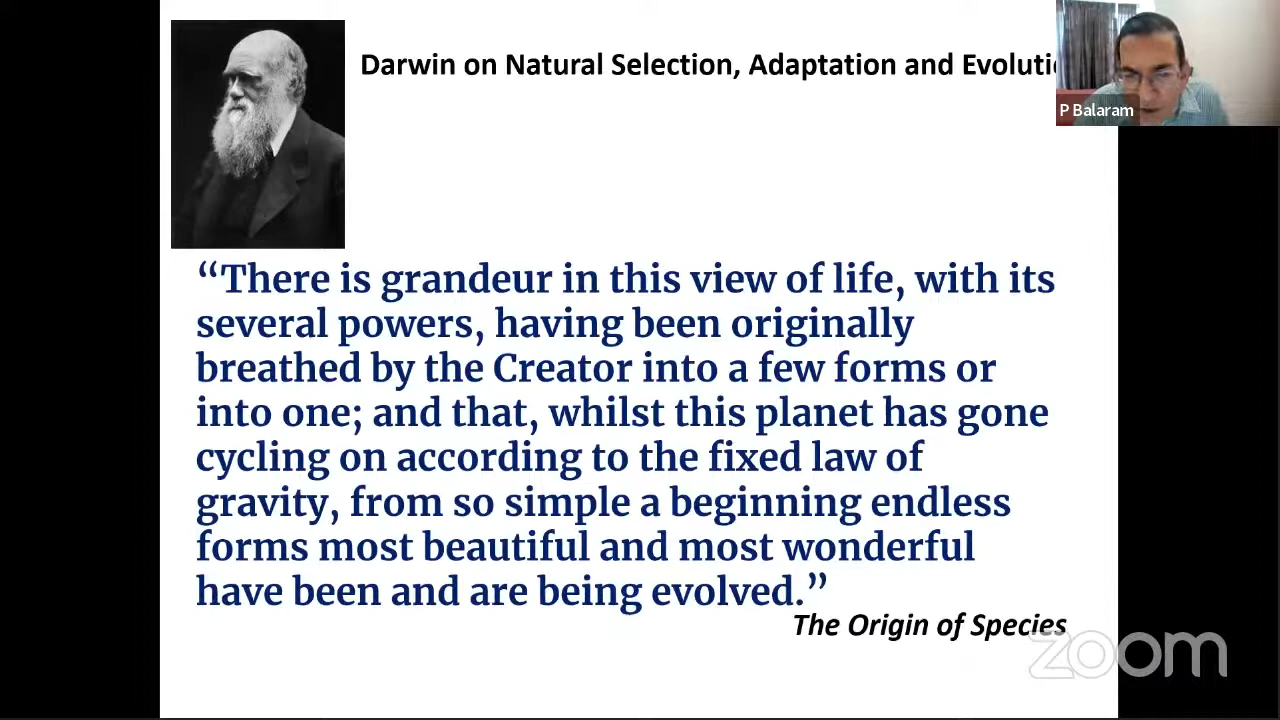 Darwin on Natural Selection, Adaptation and Evoluti
P Balaram
“There is grandeur in this view of life, with its
several powers, having been originally
breathed by the Creator into a few forms or
into one; and that, whilst this planet has gone
cycling on according to the fixed law of
gravity, from so simple a beginning endless
forms most beautiful and most wonderful
have been and are being evolved.”
The Origin of Species
zoom